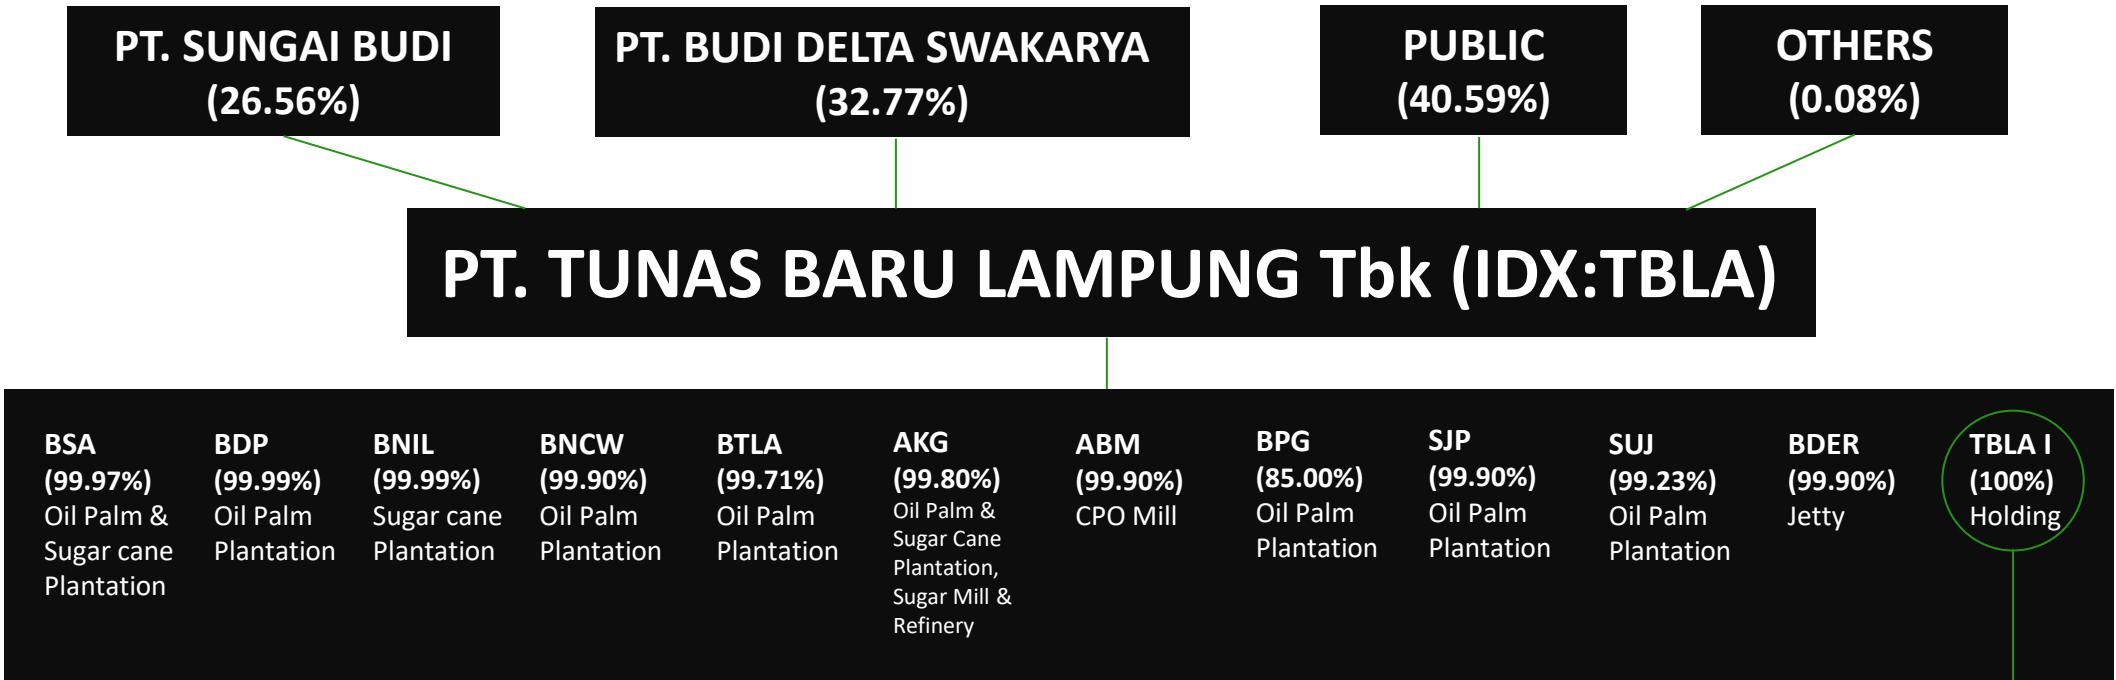 PT. SUNGAI BUDI
(26.56%)
PT. BUDI DELTA SWAKARYA
(32.77%)
PUBLIC
(40.59%)
OTHERS
(0.08%)
PT. TUNAS BARU LAMPUNG Tbk (IDX:TBLA)
BSA
(99.97%)
Oil Palm &
Sugar cane
Plantation
BDP
(99.99%)
Oil Palm
Plantation
BNIL
(99.99%)
Sugar cane
Plantation
BNCW
(99.90%)
Oil Palm
Plantation
BTLA
(99.71%)
Oil Palm
Plantation
AKG
(99.80%)
Oil Palm &
Sugar Cane
Plantation,
Sugar Mill &
Refinery
ABM
(99.90%)
CPO Mill
BPG
(85.00%)
Oil Palm
Plantation
SJP
(99.90%)
Oil Palm
Plantation
SUJ
(99.23%)
Oil Palm
Plantation
BDER
(99.90%)
Jetty
TBLA I
(100%)
Holding